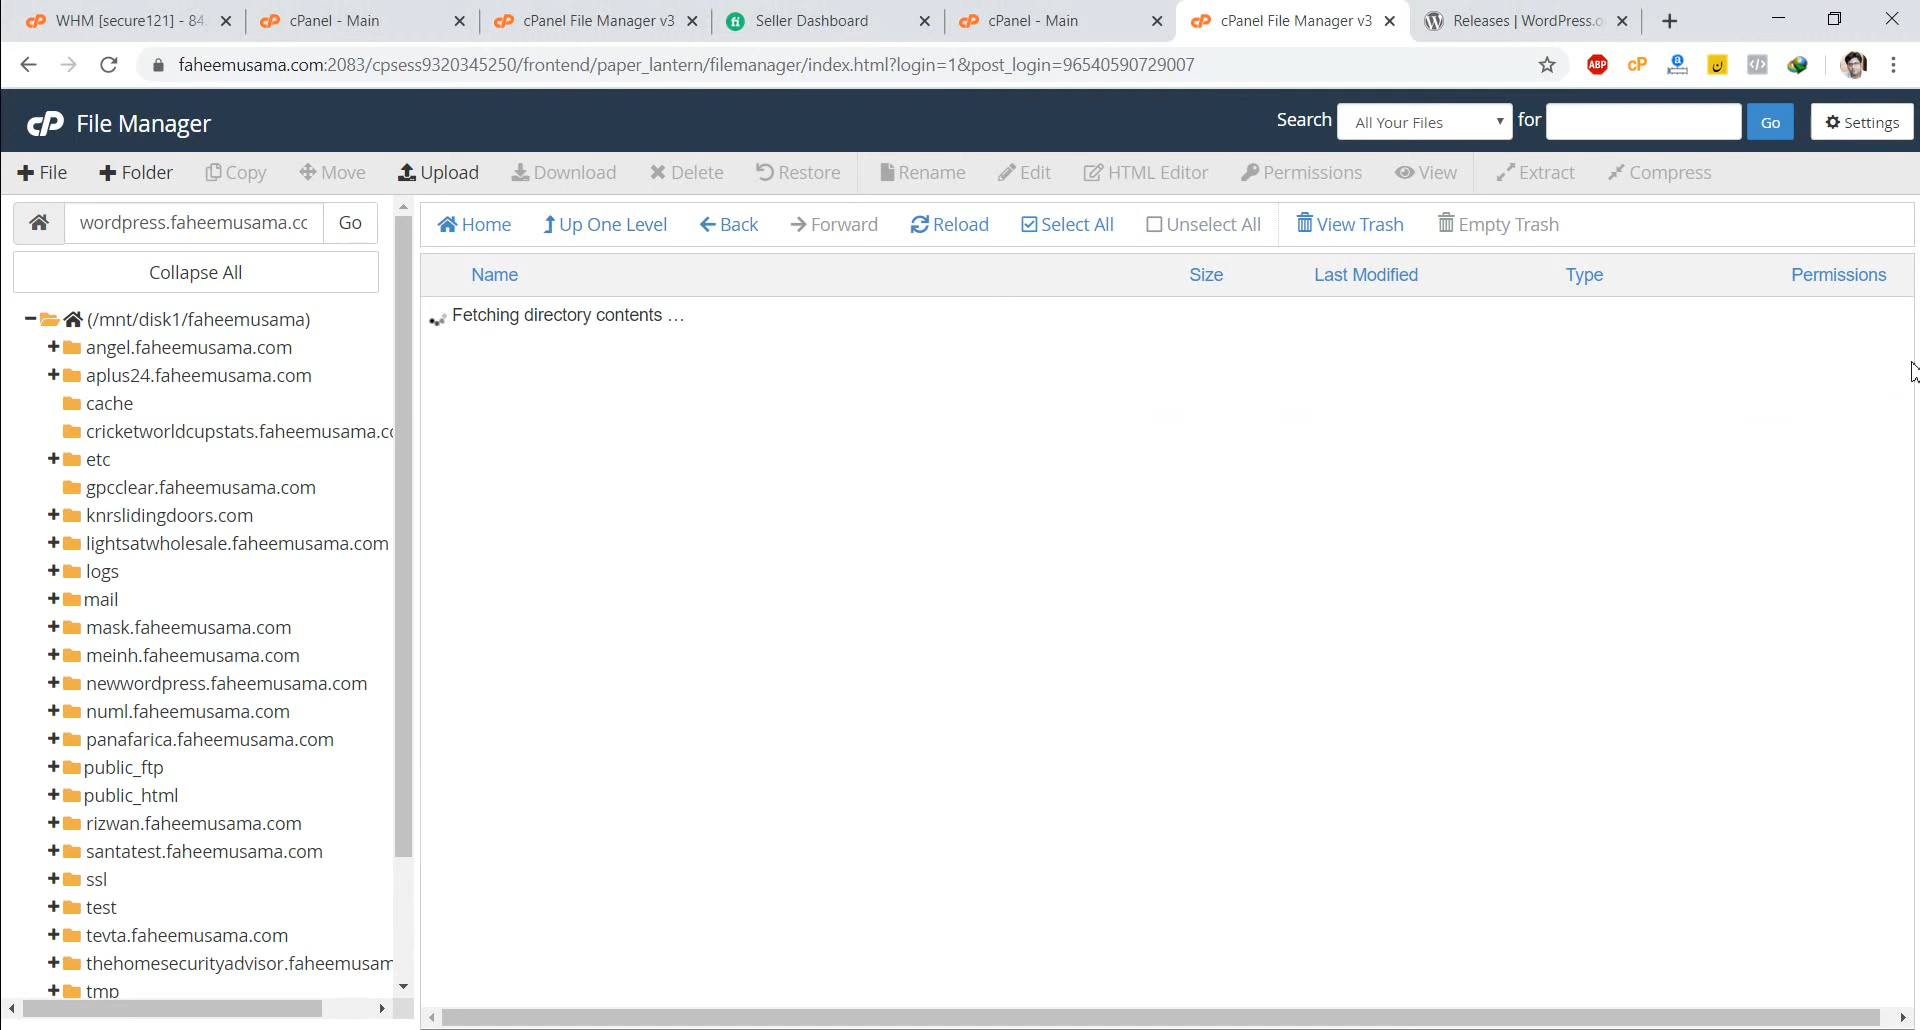 WHM [secure121] - 84. cPanel - Main cPanel File Manager v3 Seller Dashboard cPanel - Main cPanel File Manager v3 Releases | WordPress.o
faheemusama.com:2083/cpsess9320345250/frontend/paper_lantern/filemanager/index.html?login=1&post_login=96540590729007
ABP cP a ن </>
cP File Manager Search All Your Files for Go Settings
File Folder Copy Move Upload Download Delete Restore Rename Edit HTML Editor Permissions View Extract Compress
wordpress.faheemusama.cc Go Home Up One Level Back Forward Reload Select All Unselect All View Trash Empty Trash
Collapse All
Name Size Last Modified Type Permissions
Fetching directory contents ...
(/mnt/disk1/faheemusama)
angel.faheemusama.com
aplus24.faheemusama.com
cache
cricketworldcupstats.faheemusama.co
etc
gpcclear.faheemusama.com
knrslidingdoors.com
lightsatwholesale.faheemusama.com
logs
mail
mask.faheemusama.com
meinh.faheemusama.com
newwordpress.faheemusama.com
numl.faheemusama.com
panafarica.faheemusama.com
public_ftp
public_html
rizwan.faheemusama.com
santatest.faheemusama.com
ssl
test
tevta.faheemusama.com
thehomesecurityadvisor.faheemusam
tmp